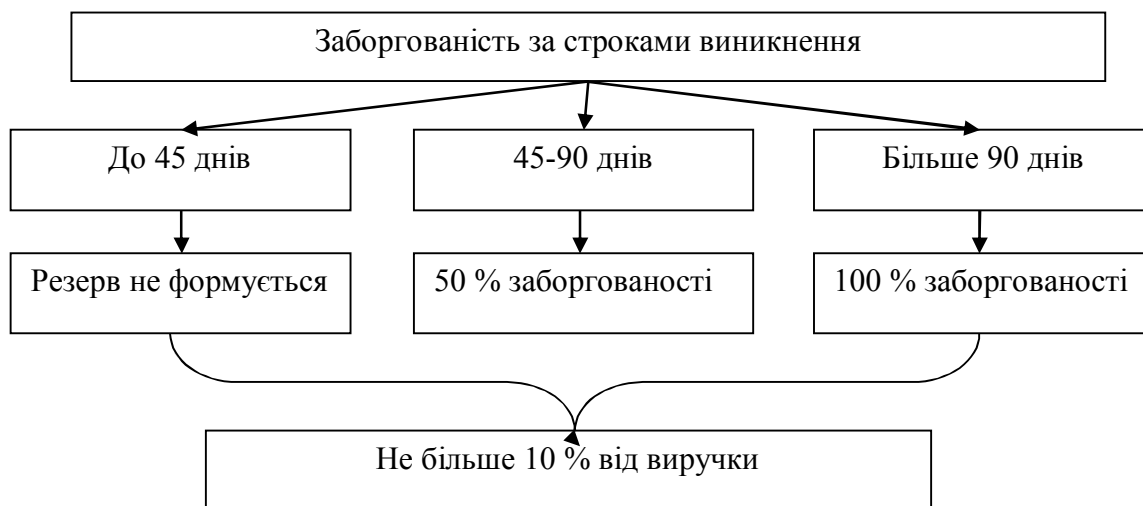 Заборгованість за строками виникнення
До 45 днів
45-90 днів
Більше 90 днів
Резерв не формується
50 % заборгованості
100 % заборгованості
Не більше 10 % від виручки